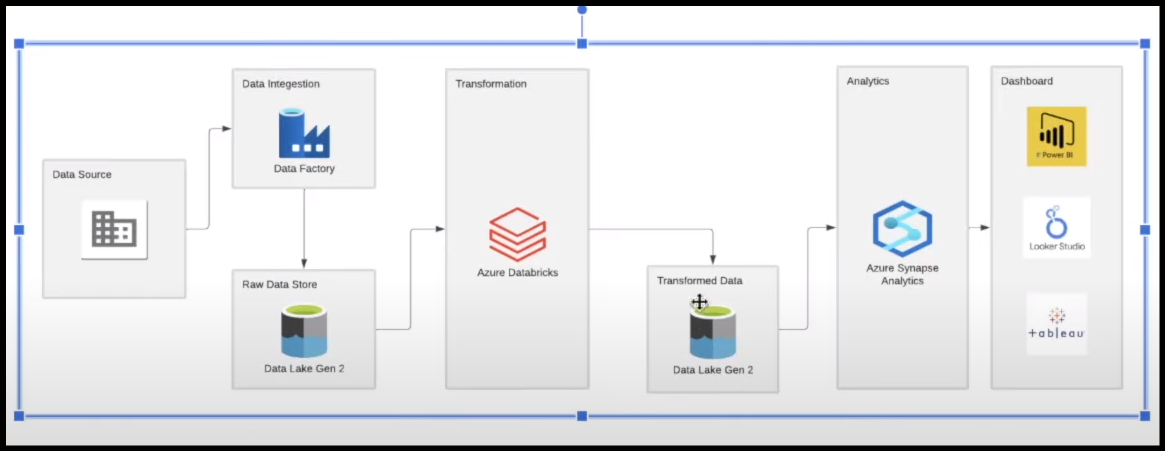 Data Source
Data Integestion
Data Factory
Raw Data Store
Data Lake Gen 2
Transformation
Azure Databricks
Transformed Data
Data Lake Gen 2
Analytics
Azure Synapse
Analytics
Dashboard
Power BI
Looker Studio
+ableau